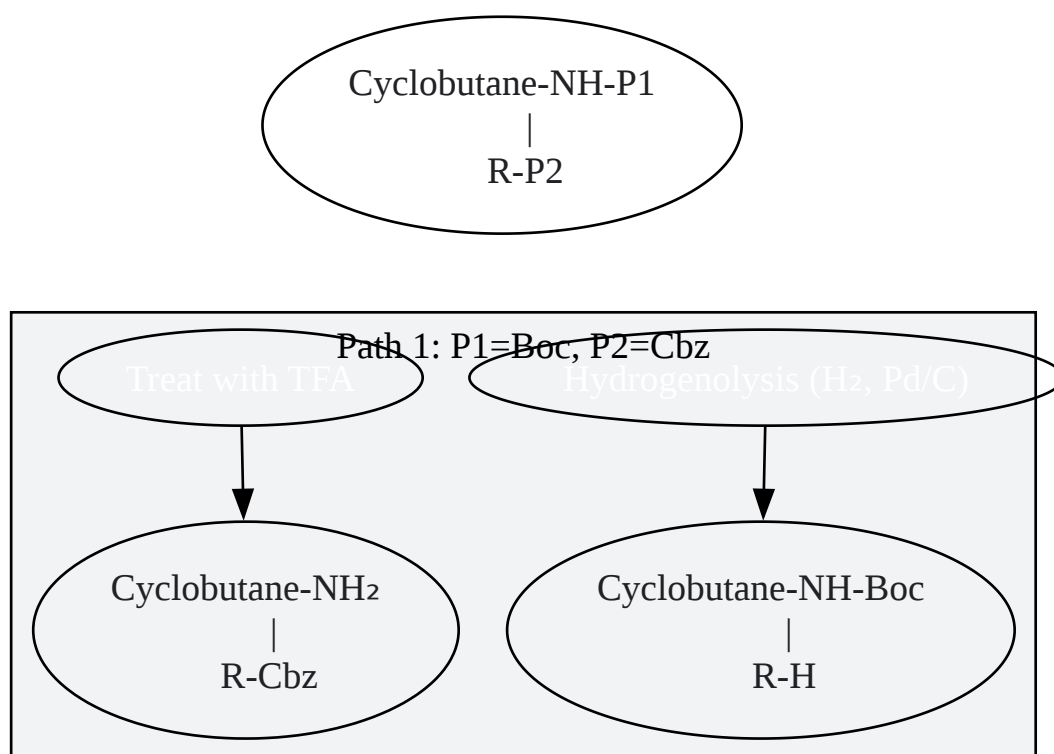 Cyclobutane-NH-P1
|
R-P2
Path 1: P1=Boc, P2=Cbz
Treat with TFA
Hydrogenolysis (H₂, Pd/C)
Cyclobutane-NH₂
|
R-Cbz
Cyclobutane-NH-Boc
|
R-H